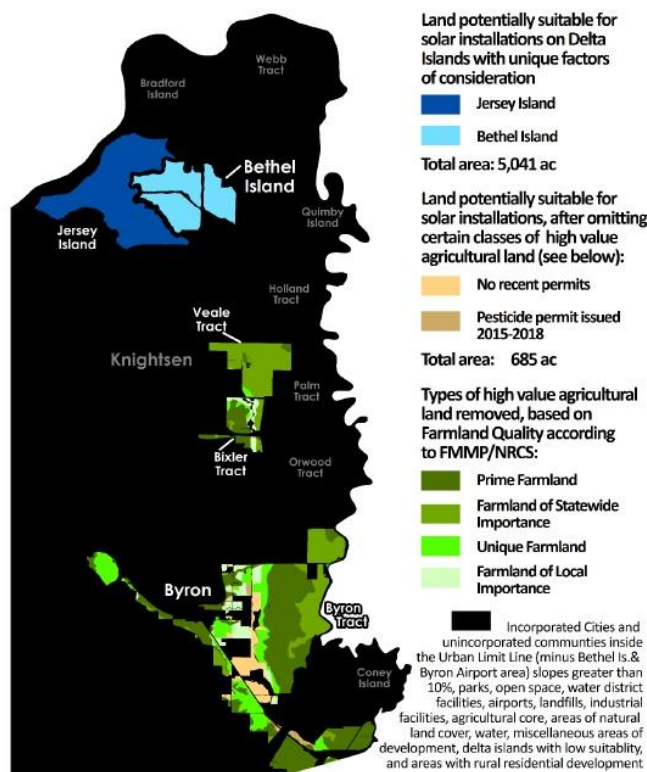 Webb
Tract
Bradford
Island
Bethel
Island
Jersey
Island
Quimby
Island
Holland
Tract
Veale
Tract
Knightsen
Palm
Tract
Bixler
Tract
Orwood
Tract
Byron
Byron
Tract
Coney
Island
Land potentially suitable for
solar installations on Delta
Islands with unique factors
of consideration
Jersey Island
Bethel Island
Total area: 5,041 ac
Land potentially suitable for
solar installations, after omitting
certain classes of high value
agricultural land (see below):
No recent permits
Pesticide permit issued
2015-2018
Total area: 685 ac
Types of high value agricultural
land removed, based on
Farmland Quality according
to FMMP/NRCS:
Prime Farmland
Farmland of Statewide
Importance
Unique Farmland
Farmland of Local
Importance
Incorporated Cities and
unincorporated communties inside
the Urban Limit Line (minus Bethel Is.&
Byron Airport area) slopes greater than
10%, parks, open space, water district
facilities, airports, landfills, industrial
facilities, agricultural core, areas of natural
land cover, water, miscellaneous areas of
development, delta islands with low suitablity,
and areas with rural residential development